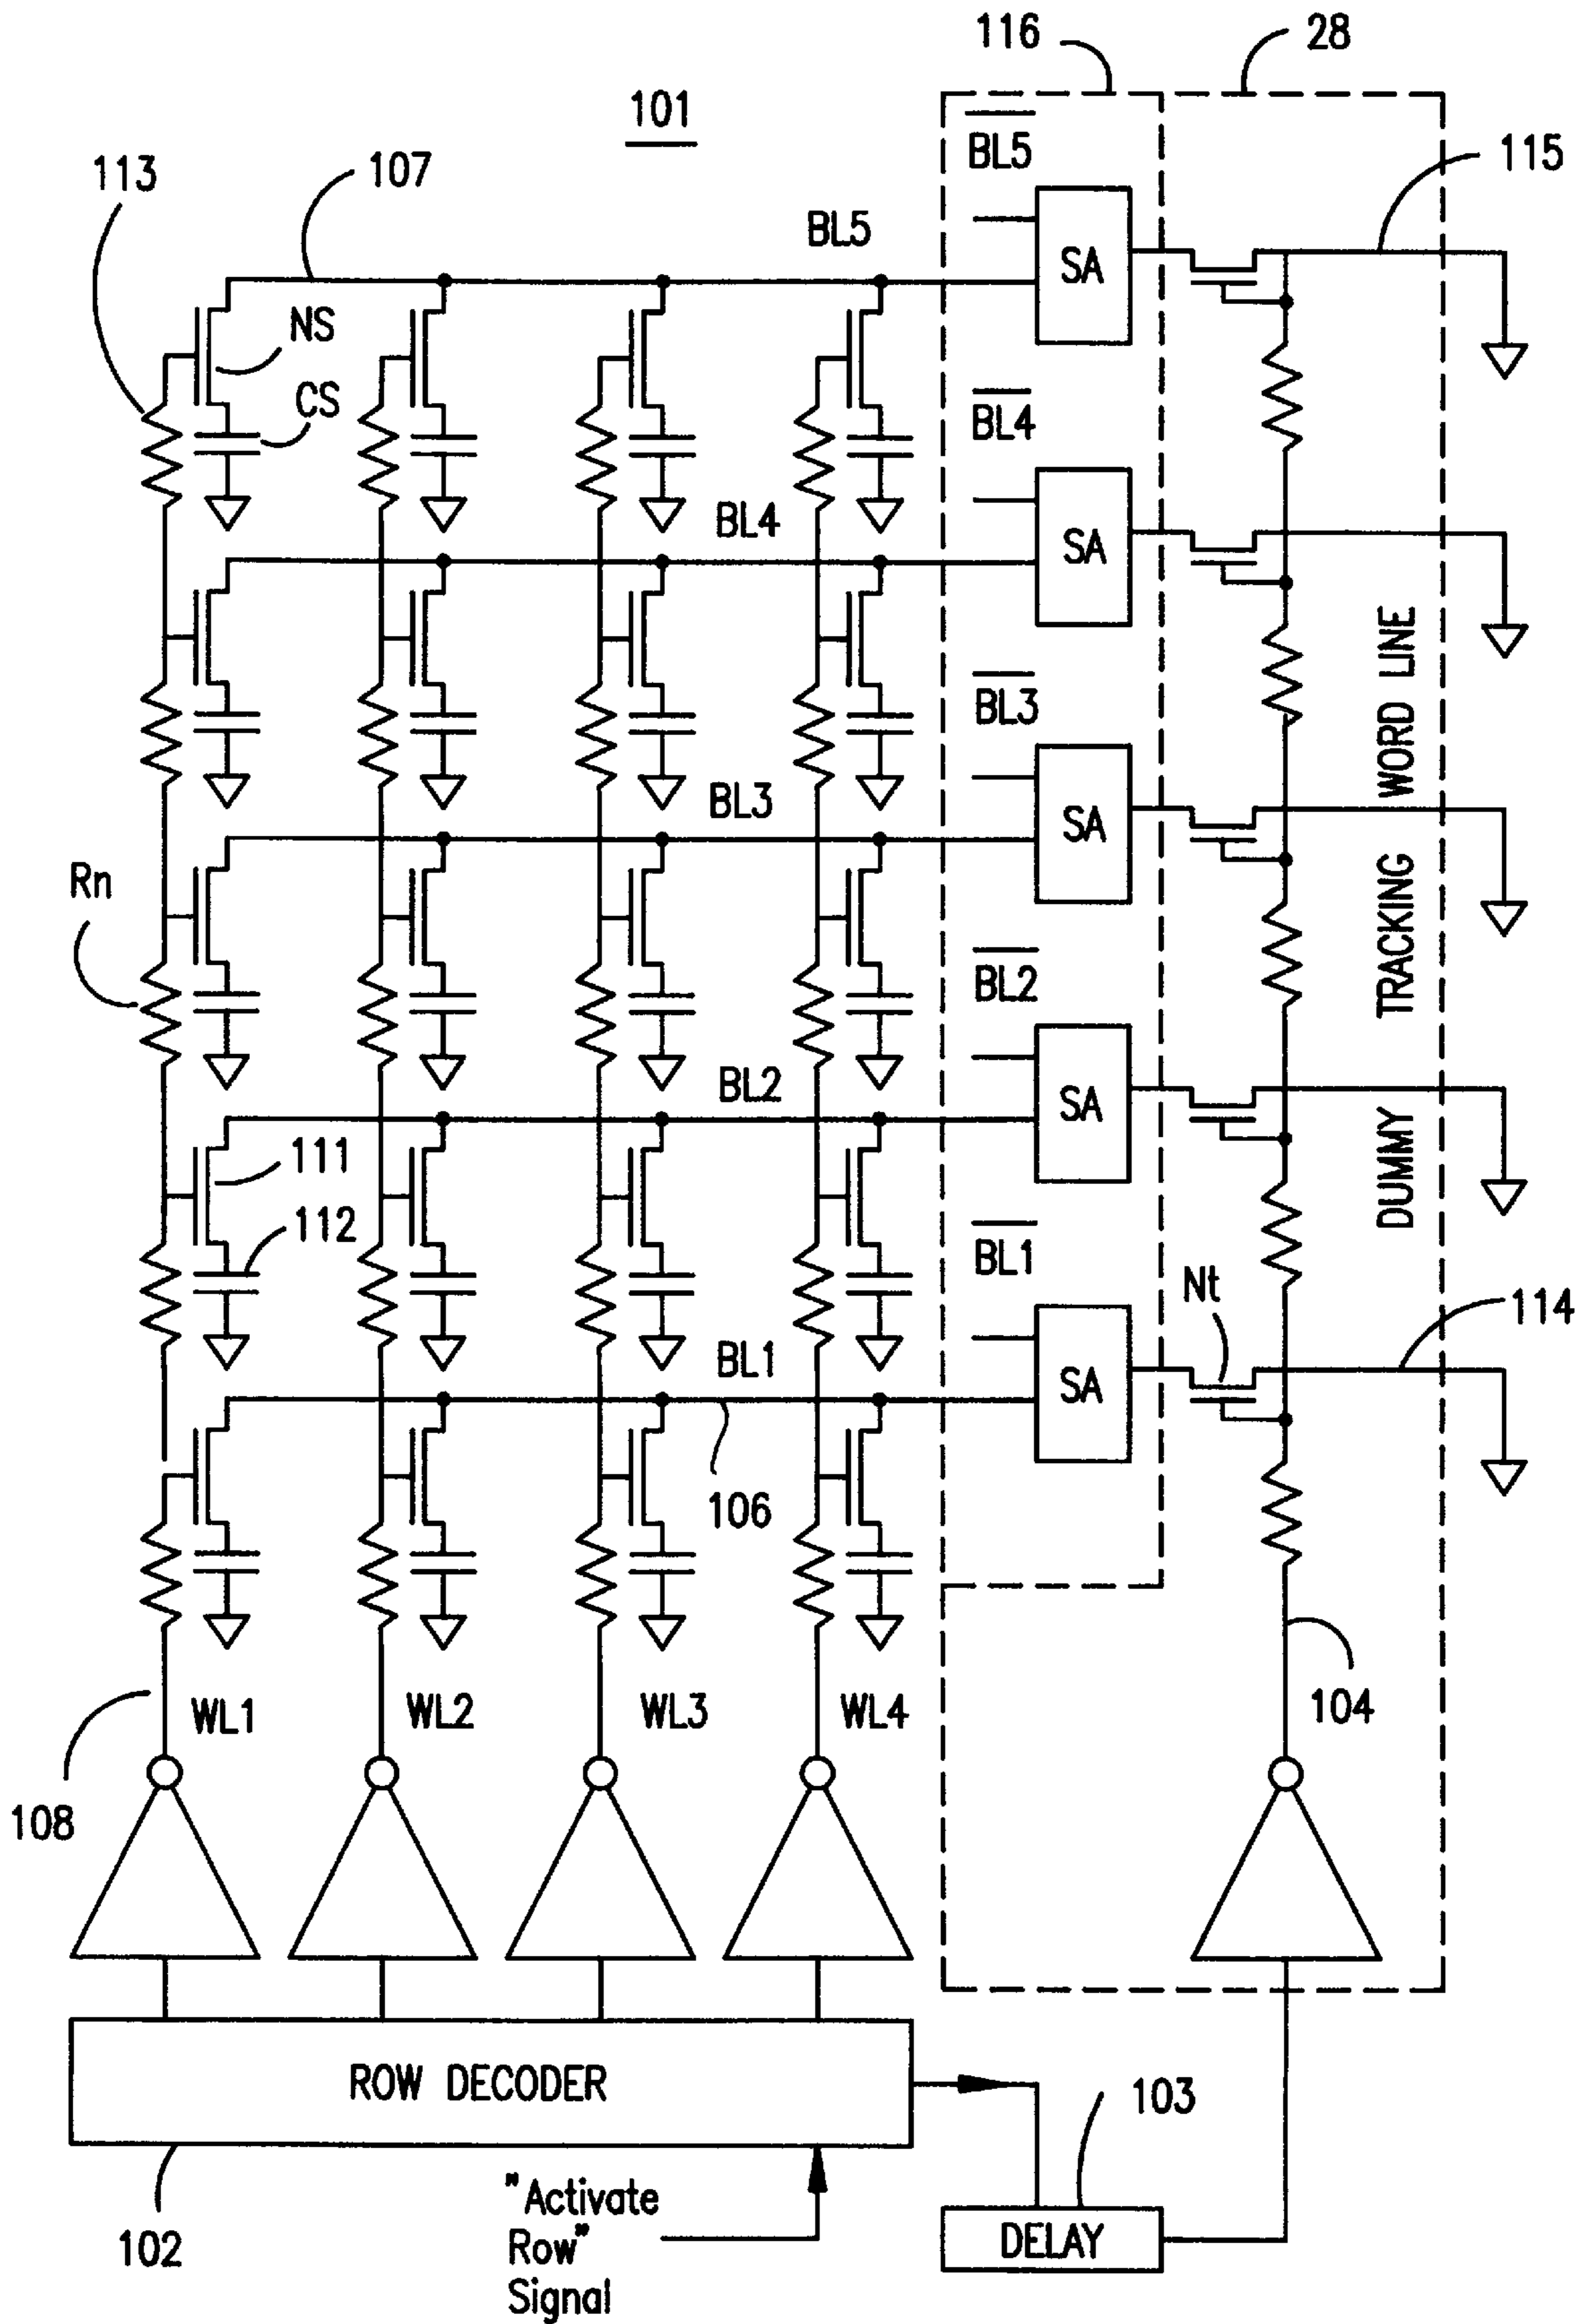 116
28
101
BL5
115
113
107
BL5
SA
NS
CS
BL4
BL4
SA
WORD LINE
BL3
BL3
SA
Rn
TRACKING
BL2
BL2
SA
111
DUMMY
112
BL1
Nt
114
BL1
SA
106
WL1
WL2
WL3
WL4
104
108
ROW DECODER
103
102
"Activate
Row"
Signal
DELAY